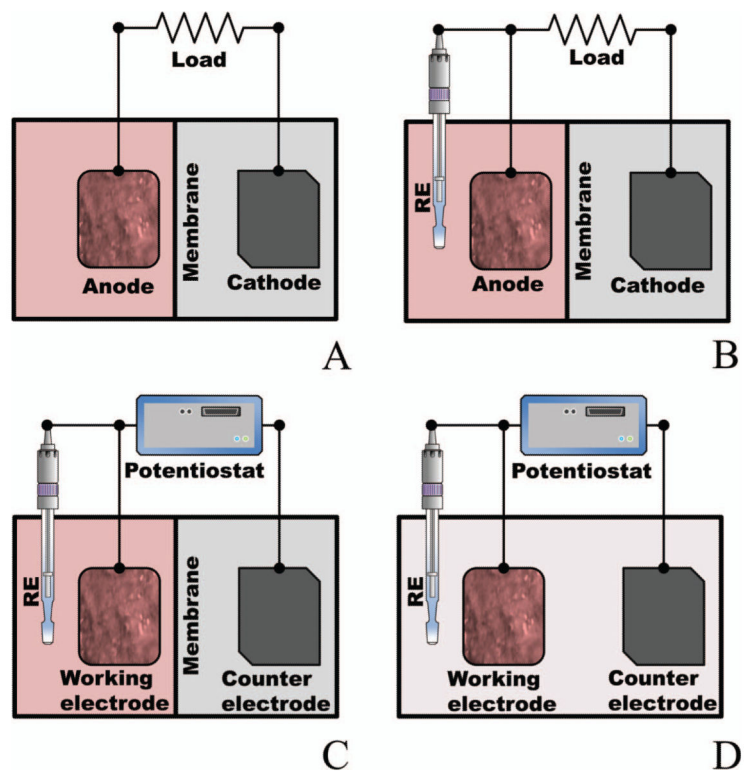 Load
Membrane
Anode
Cathode
A
Load
RE
Membrane
Anode
Cathode
B
Potentiostat
RE
Membrane
Working
electrode
Counter
electrode
C
Potentiostat
RE
Working
electrode
Counter
electrode
D